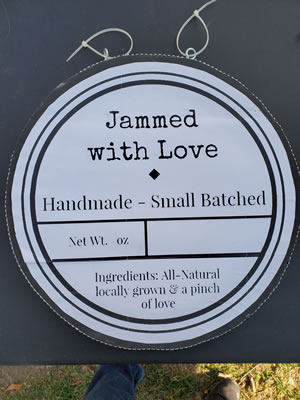 Jammed
with Love
Handmade - Small Batched
Net Wt. oz
Ingredients: All-Natural
locally grown & a pinch
of love